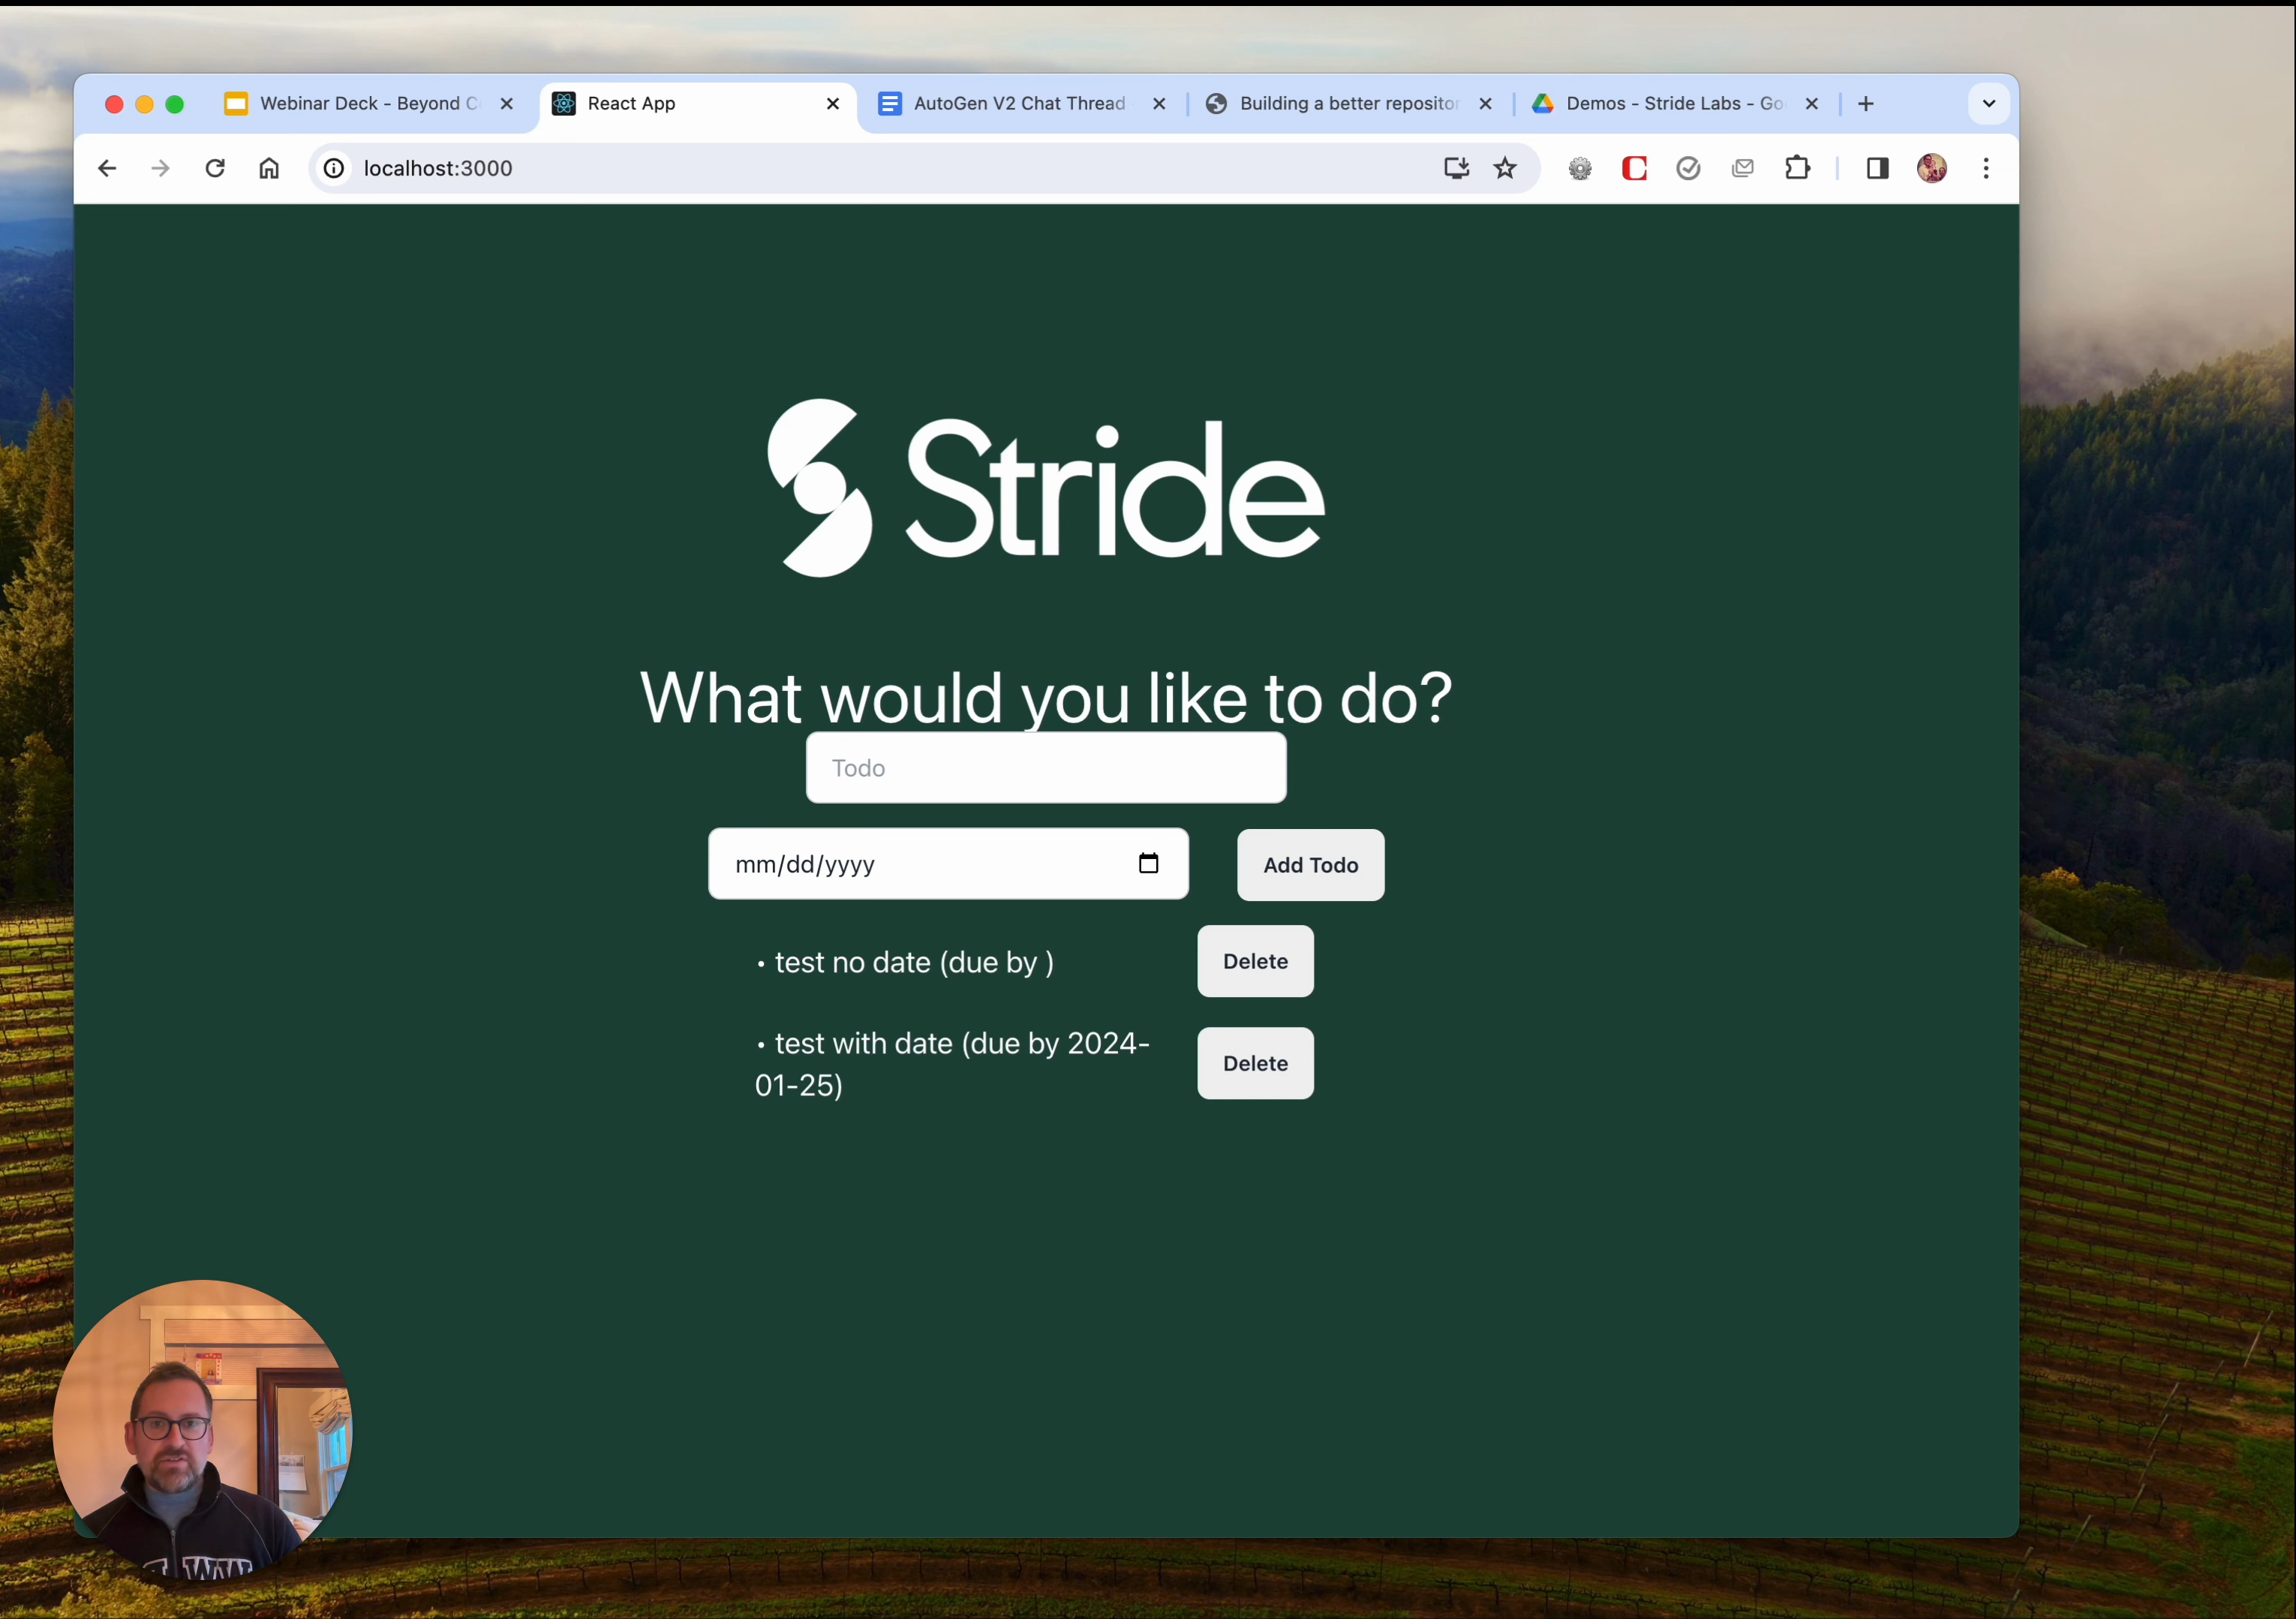 Webinar Deck - Beyond C
React App
AutoGen V2 Chat Thread
Building a better repositor
Demos - Stride Labs - Go
localhost:3000
Stride
What would you like to do?
Todo
mm/dd/yyyy
Add Todo
• test no date (due by )
Delete
• test with date (due by 2024-
01-25)
Delete